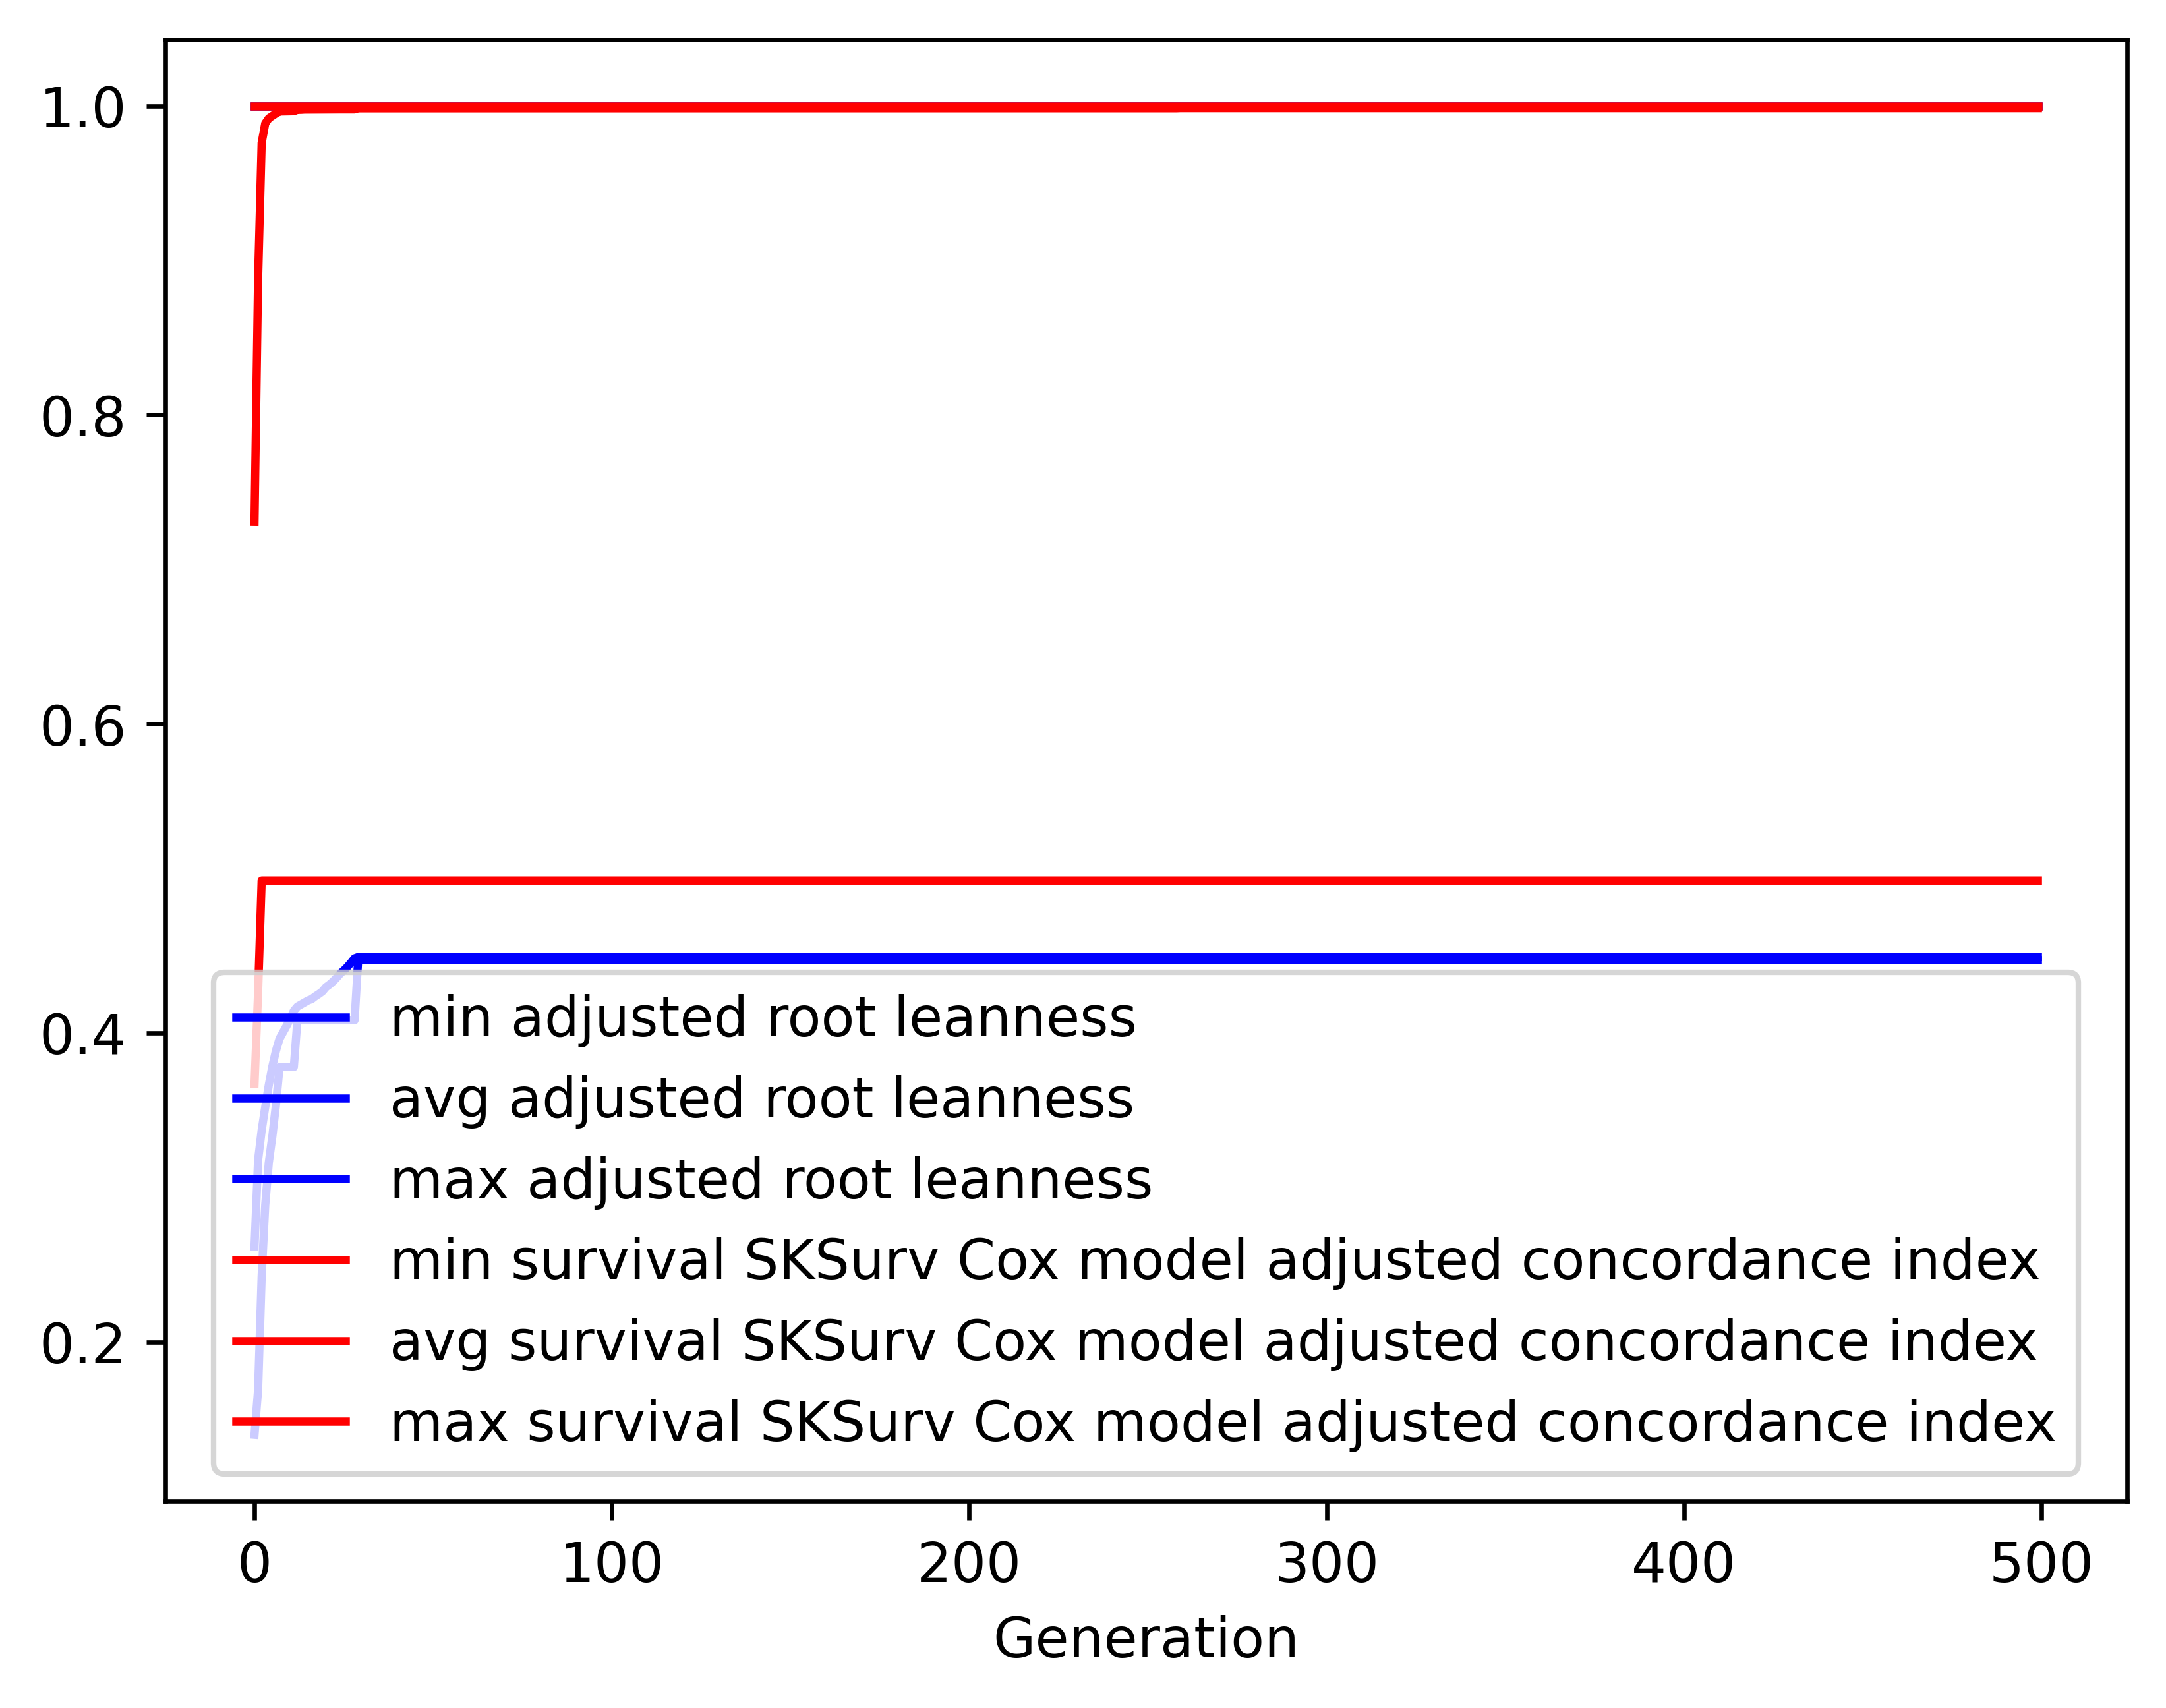 1.0
0.8
0.6
0.4
0.2
min adjusted root leanness
avg adjusted root leanness
max adjusted root leanness
min survival SKSurv Cox model adjusted concordance index
avg survival SKSurv Cox model adjusted concordance index
max survival SKSurv Cox model adjusted concordance index
0 100 200 300 400 500
Generation